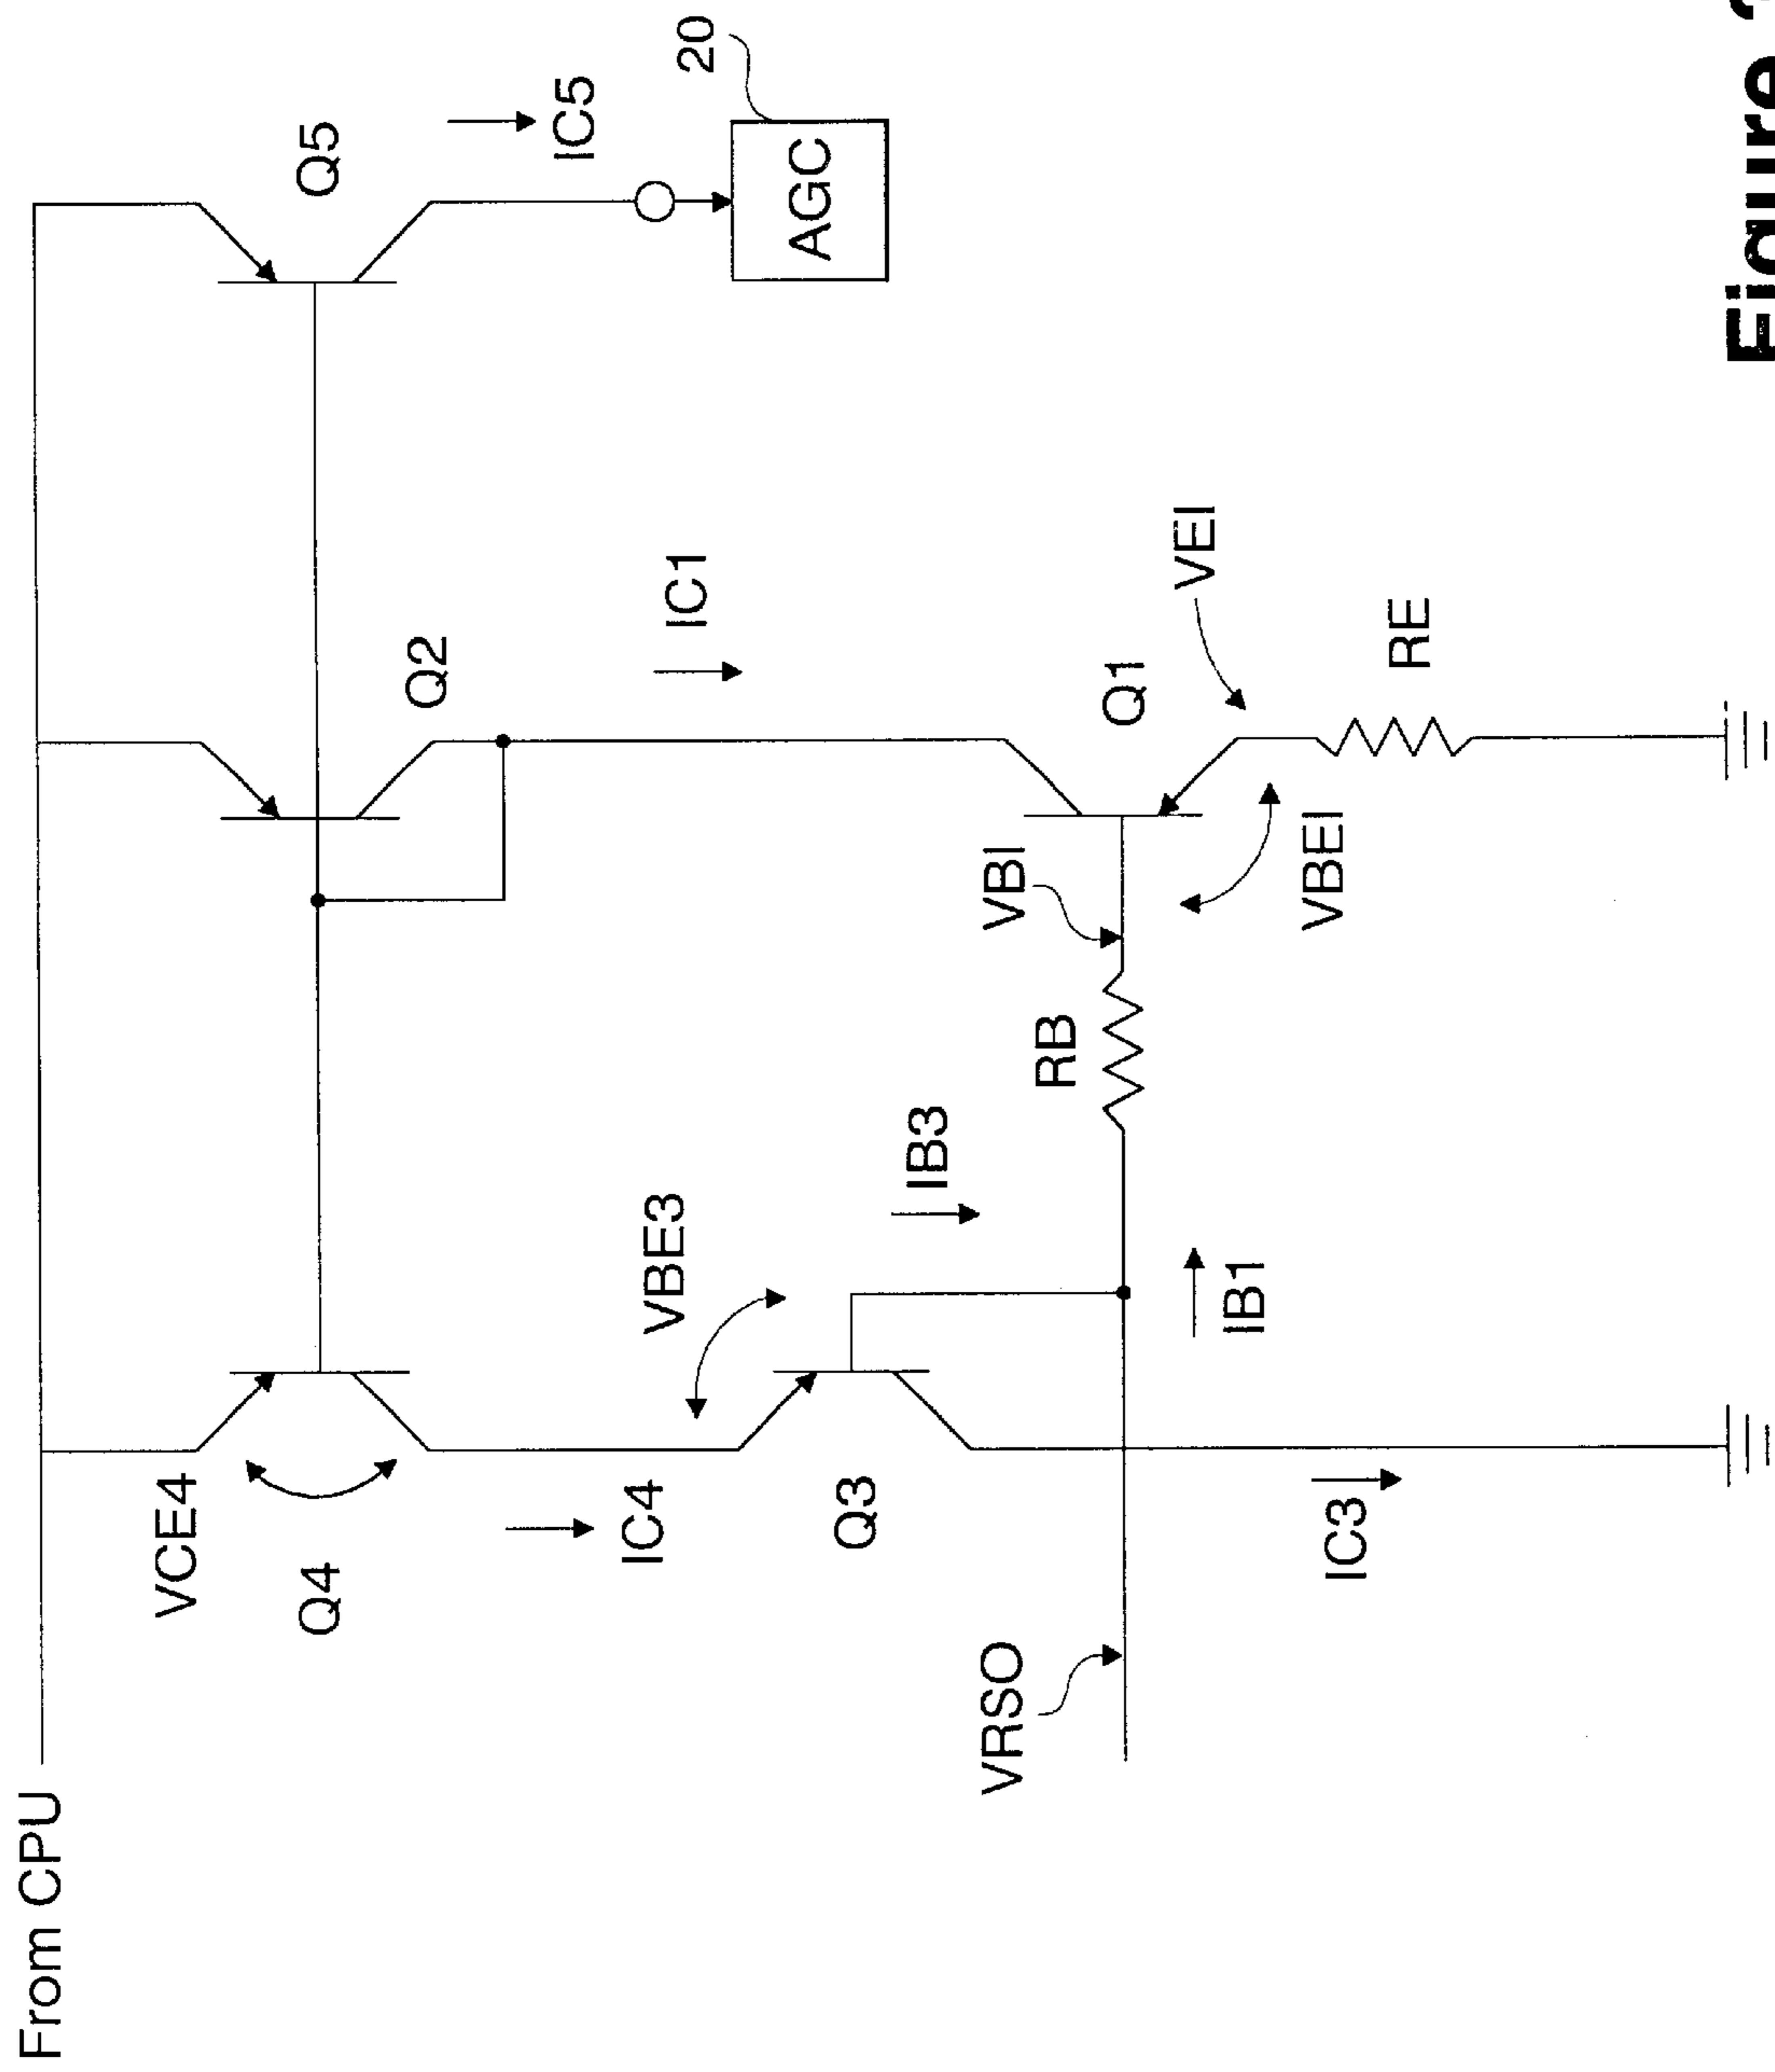 From CPU
VCE4
Q4
Q5
Q2
IC5
IC4
VBE3
IC1
20
AGC
Q3
IB3
VRSO
VBI
RB
Q1
VEI
IB1
VBEI
IC3
RE
Figure